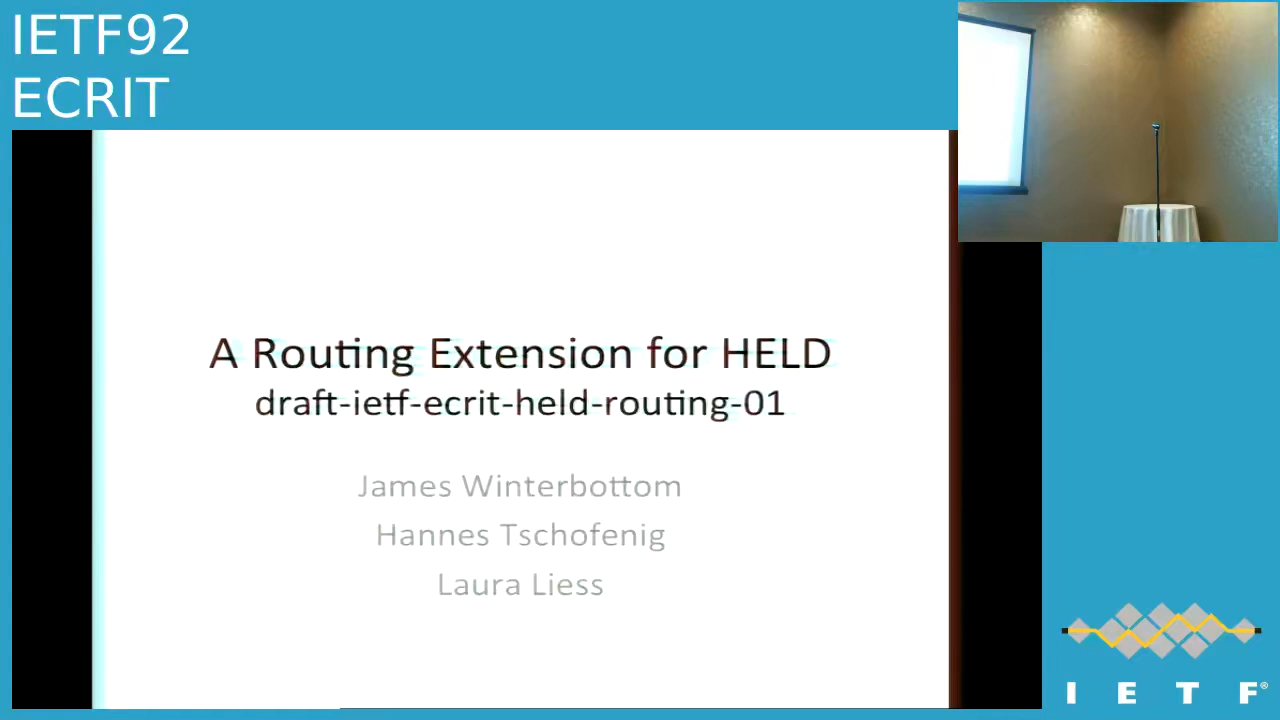 IETF92
ECRIT
A Routing Extension for HELD
draft-ietf-ecrit-held-routing-01
James Winterbottom
Hannes Tschofenig
Laura Liess
I E T F®